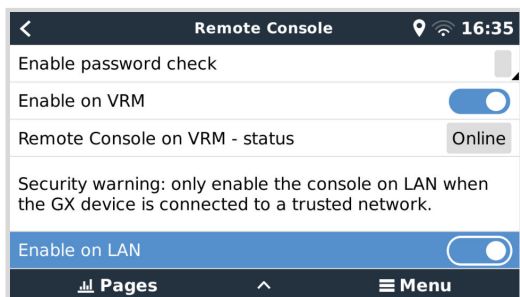 Remote Console
16:35
Enable password check
Enable on VRM
Remote Console on VRM - status
Online
Security warning: only enable the console on LAN when
the GX device is connected to a trusted network.
Enable on LAN
Pages
Menu